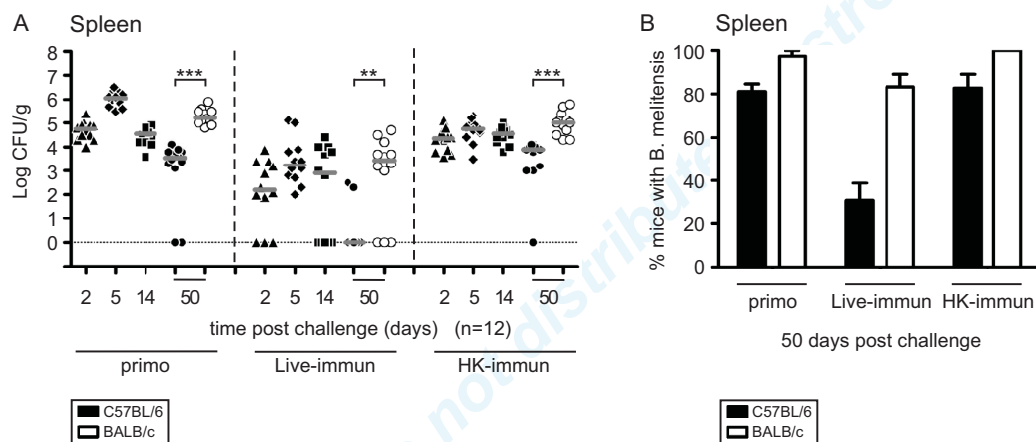 A Spleen
8
7
6
5
4
3
2
1
0
Log CFU/g
***
**
***
2 5 14 50 2 5 14 50 2 5 14 50
time post challenge (days) (n=12)
primo Live-immun HK-immun
C57BL/6
BALB/c
B Spleen
100
80
60
40
20
0
% mice with B. melitensis
primo Live-immun HK-immun
50 days post challenge
C57BL/6
BALB/c
not distribute